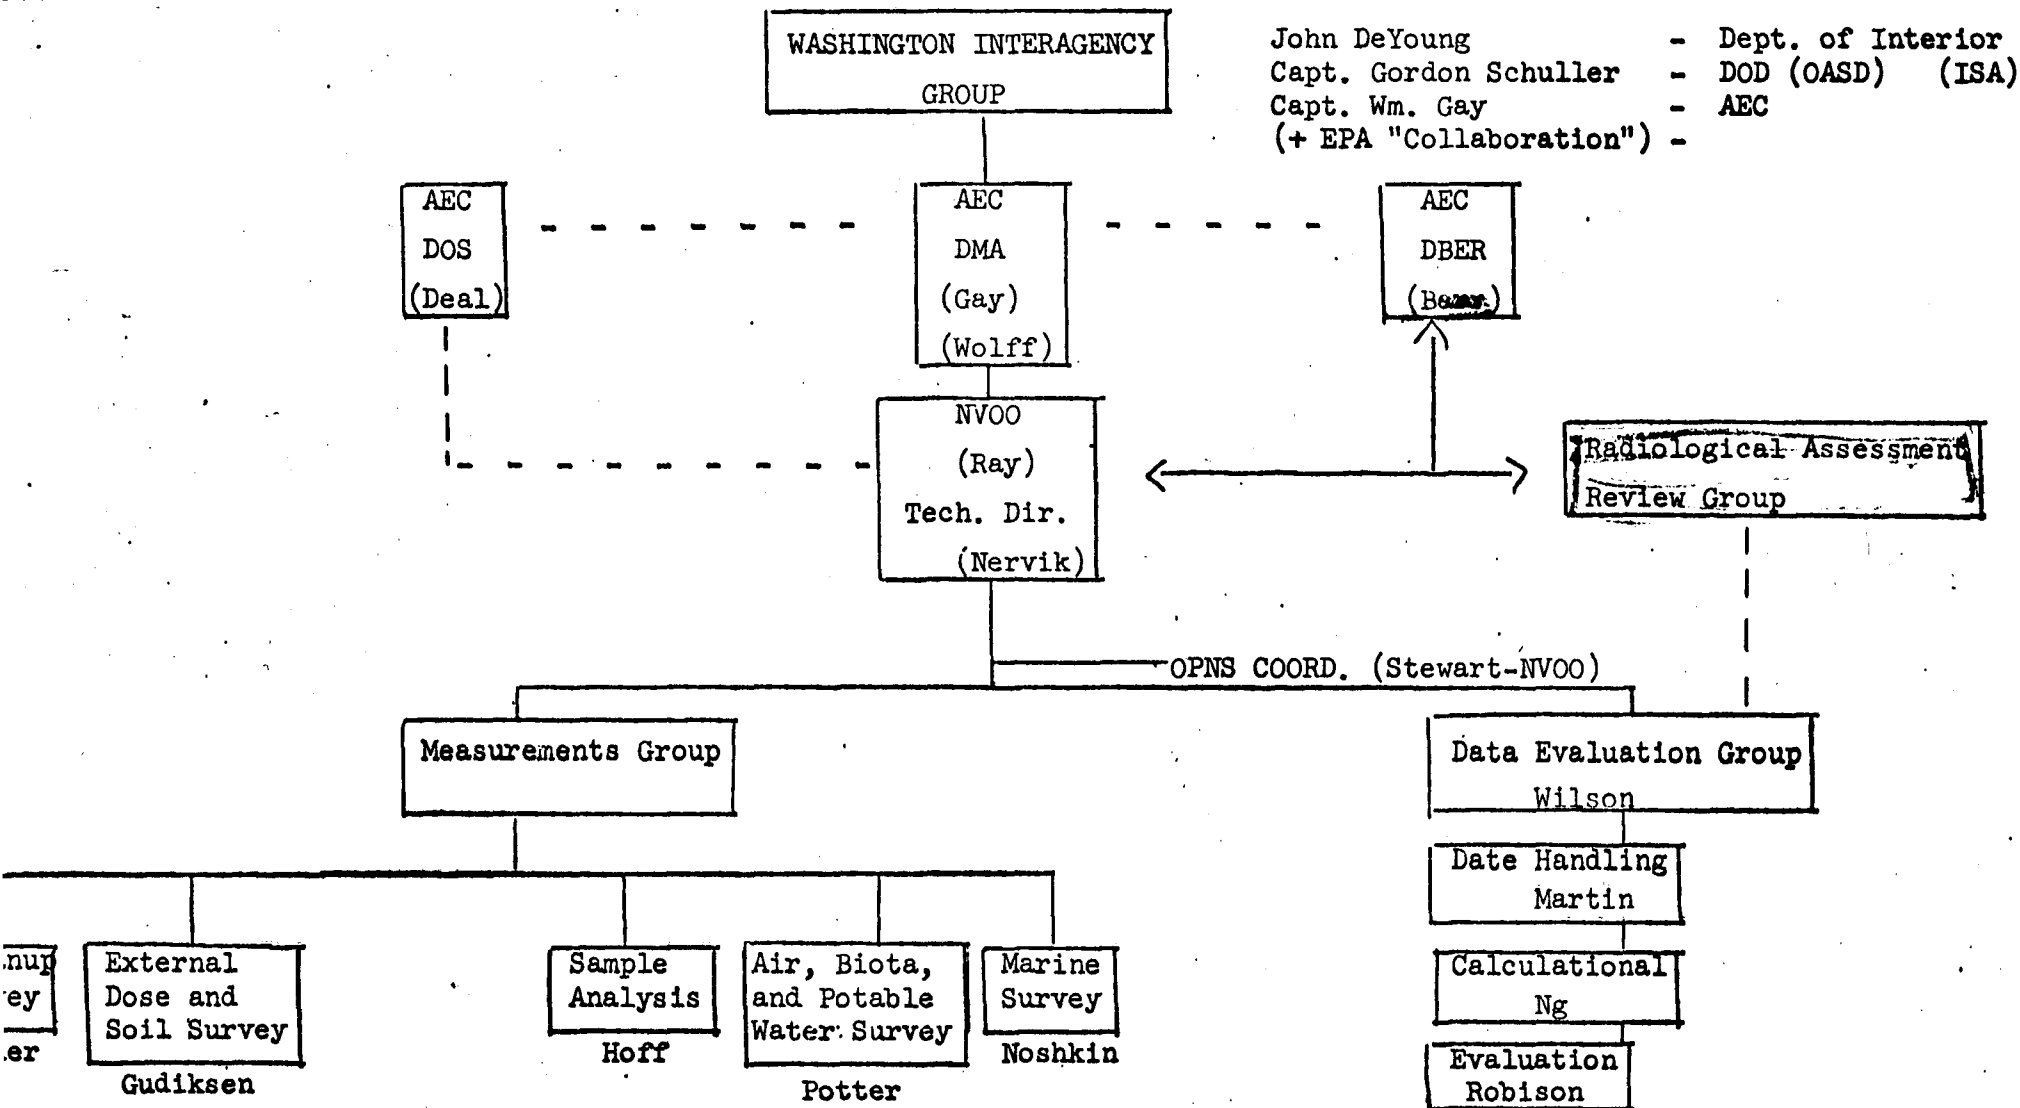 WASHINGTON INTERAGENCY
GROUP
John DeYoung - Dept. of Interior
Capt. Gordon Schuller - DOD (OASD) (ISA)
Capt. Wm. Gay - AEC
(+ EPA "Collaboration") -
AEC
DOS
(Deal)
AEC
DMA
(Gay)
(Wolff)
AEC
DBER
NVOO
(Ray)
Tech. Dir.
(Nervik)
Radiological Assessment
Review Group
OPNS COORD. (Stewart-NVOO)
Measurements Group
Data Evaluation Group
Wilson
Date Handling
Martin
Calculational
Ng
Evaluation
Robison
External
Dose and
Soil Survey
Gudiksen
Sample
Analysis
Hoff
Air, Biota,
and Potable
Water Survey
Potter
Marine
Survey
Noshkin